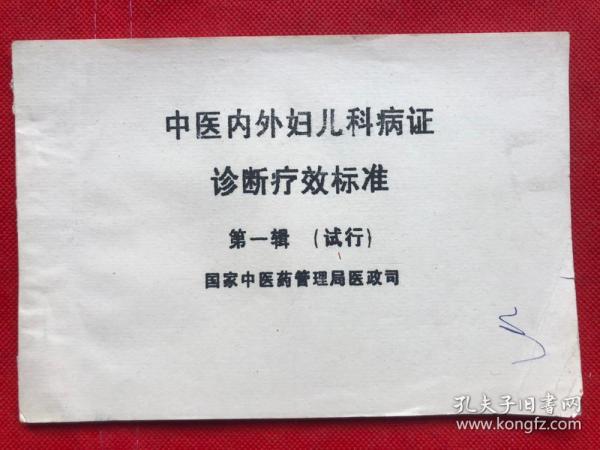 中医内外妇儿科病证
诊断疗效标准
第一辑 (试行)
国家中医药管理局医政司
孔夫子旧书网
www.kongfz.com